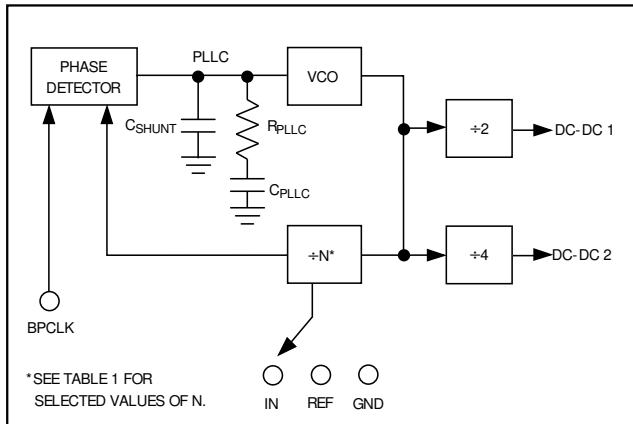 PHASE
DETECTOR
PLLC
VCO
CSHUNT
RPLLC
CPLLC
÷2
DC-DC 1
÷N*
÷4
DC-DC 2
BPCLK
*SEE TABLE 1 FOR
SELECTED VALUES OF N.
IN
REF
GND